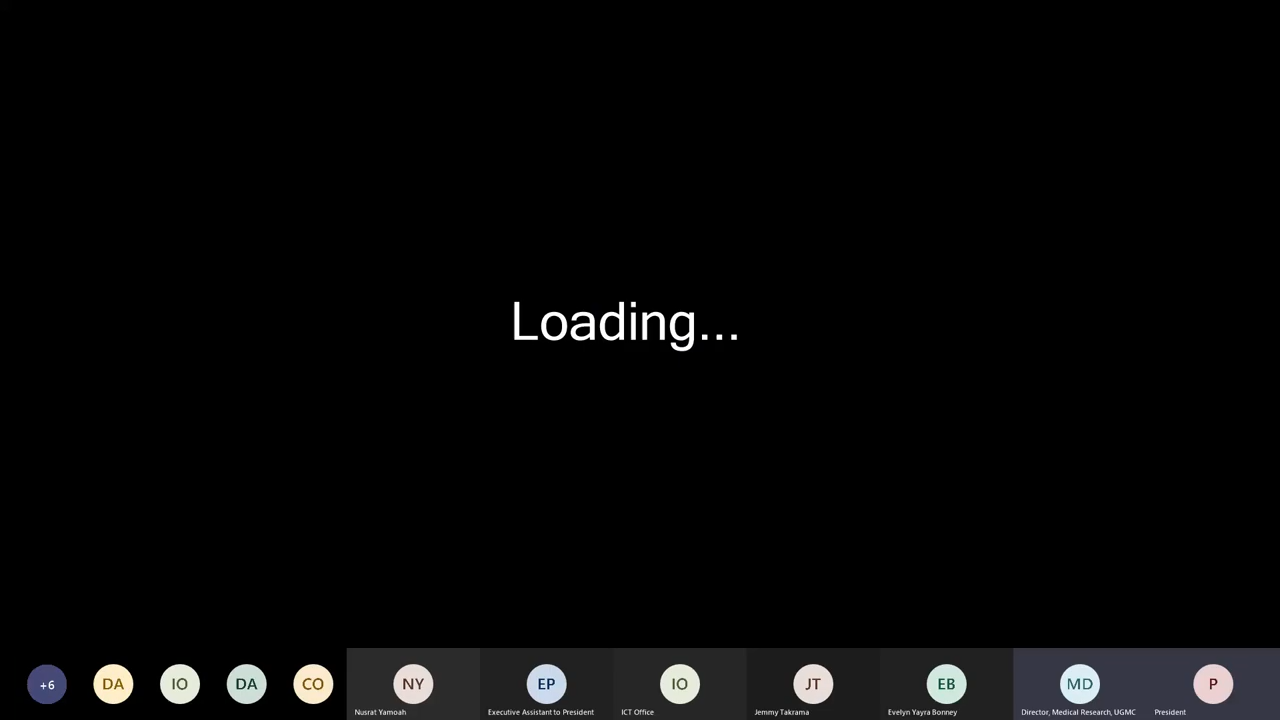 Loading...
+6
DA
IO
DA
CO
NY
EP
IO
JT
EB
MD
P
Nusrat Yamoah
Executive Assistant to President
ICT Office
Jemmy Takrama
Evelyn Yayra Bonney
Director, Medical Research, UGMC
President